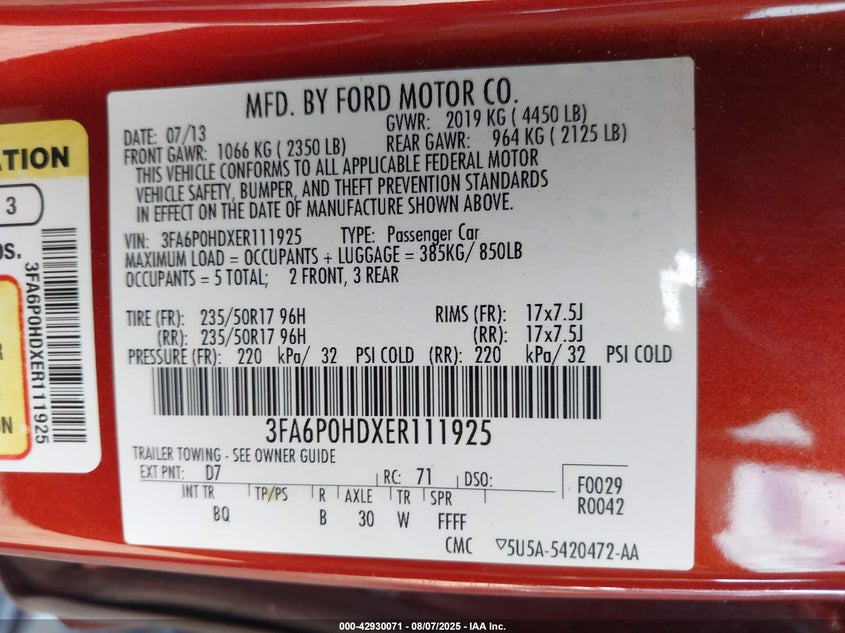 MFD. BY FORD MOTOR CO.
DATE: 07/13 GVWR: 2019 KG ( 4450 LB)
FRONT GAWR: 1066 KG ( 2350 LB) REAR GAWR: 964 KG ( 2125 LB)
THIS VEHICLE CONFORMS TO ALL APPLICABLE FEDERAL MOTOR
VEHICLE SAFETY, BUMPER, AND THEFT PREVENTION STANDARDS
IN EFFECT ON THE DATE OF MANUFACTURE SHOWN ABOVE.
VIN: 3FA6P0HDXER111925 TYPE: Passenger Car
MAXIMUM LOAD = OCCUPANTS + LUGGAGE = 385KG/ 850LB
OCCUPANTS = 5 TOTAL; 2 FRONT, 3 REAR
TIRE (FR): 235/50R17 96H RIMS (FR): 17x7.5J
(RR): 235/50R17 96H (RR): 17x7.5J
PRESSURE (FR): 220 kPa/ 32 PSI COLD (RR): 220 kPa/ 32 PSI COLD
3FA6P0HDXER111925
TRAILER TOWING - SEE OWNER GUIDE
EXT PNT: D7 RC: 71 DSO: F0029
INT TR TP/PS R AXLE TR SPR R0042
BQ B 30 W FFFF
CMC ▽5U5A-5420472-AA
ATION
3
OS.
3FA6P0HDXER111925
R
ON
000-42930071 - 08/07/2025 - IAA Inc.